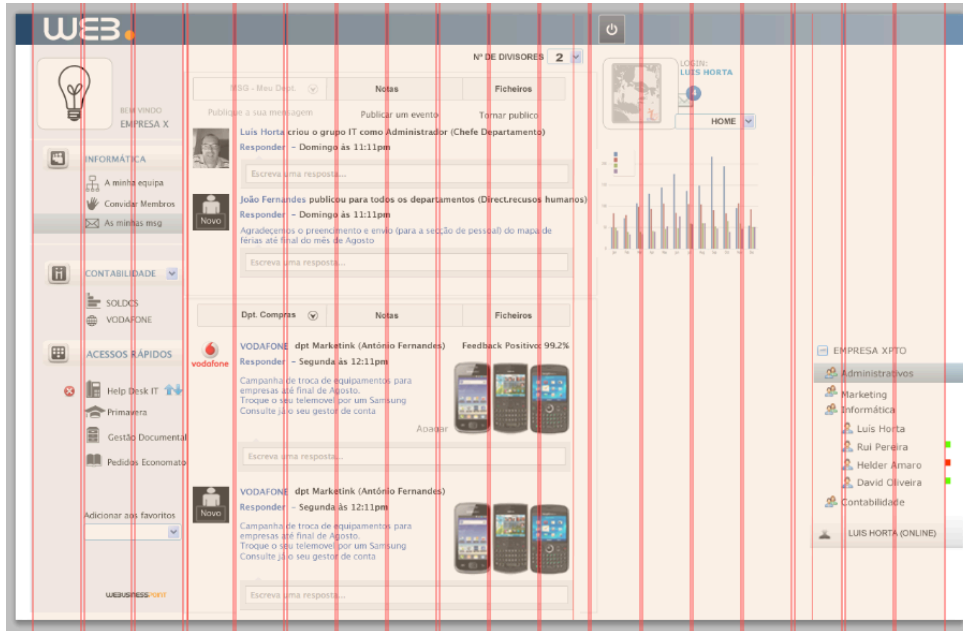 WEB.
Nº DE DIVISORES 2
BEM VINDO
EMPRESA X
LOGIN:
LUIS HORTA
4
HOME
INFORMÁTICA
A minha equipa
Convidar Membros
As minhas msg
CONTABILIDADE
SOLDCS
VODAFONE
ACESSOS RÁPIDOS
Help Desk IT
Primavera
Gestão Documental
Pedidos Economato
Adicionar aos favoritos
WEBUSINESSPOINT
MSG - Meu Dept. Notas Ficheiros
Publique a sua mensagem Publicar um evento Tornar publico
Luis Horta criou o grupo IT como Administrador (Chefe Departamento)
Responder - Domingo às 11:11pm
Escreva uma resposta...
Novo
João Fernandes publicou para todos os departamentos (Direct.recusos humanos)
Responder - Domingo às 11:11pm
Agradecemos o preencimento e envio (para a secção de pessoal) do mapa de
férias até final do mês de Agosto
Escreva uma resposta...
Dpt. Compras Notas Ficheiros
vodafone
VODAFONE dpt Marketink (António Fernandes) Feedback Positivo: 99.2%
Responder - Segunda às 12:11pm
Campanha de troca de equipamentos para
empresas até final de Agosto.
Troque o seu telemovel por um Samsung
Consulte já o seu gestor de conta
Apagar
Escreva uma resposta...
Novo
VODAFONE dpt Marketink (António Fernandes)
Responder - Segunda às 12:11pm
Campanha de troca de equipamentos para
empresas até final de Agosto.
Troque o seu telemovel por um Samsung
Consulte já o seu gestor de conta
Escreva uma resposta...
EMPRESA XPTO
Administrativos
Marketing
Informática
Luís Horta
Rui Pereira
Helder Amaro
David Oliveira
Contabilidade
LUIS HORTA (ONLINE)